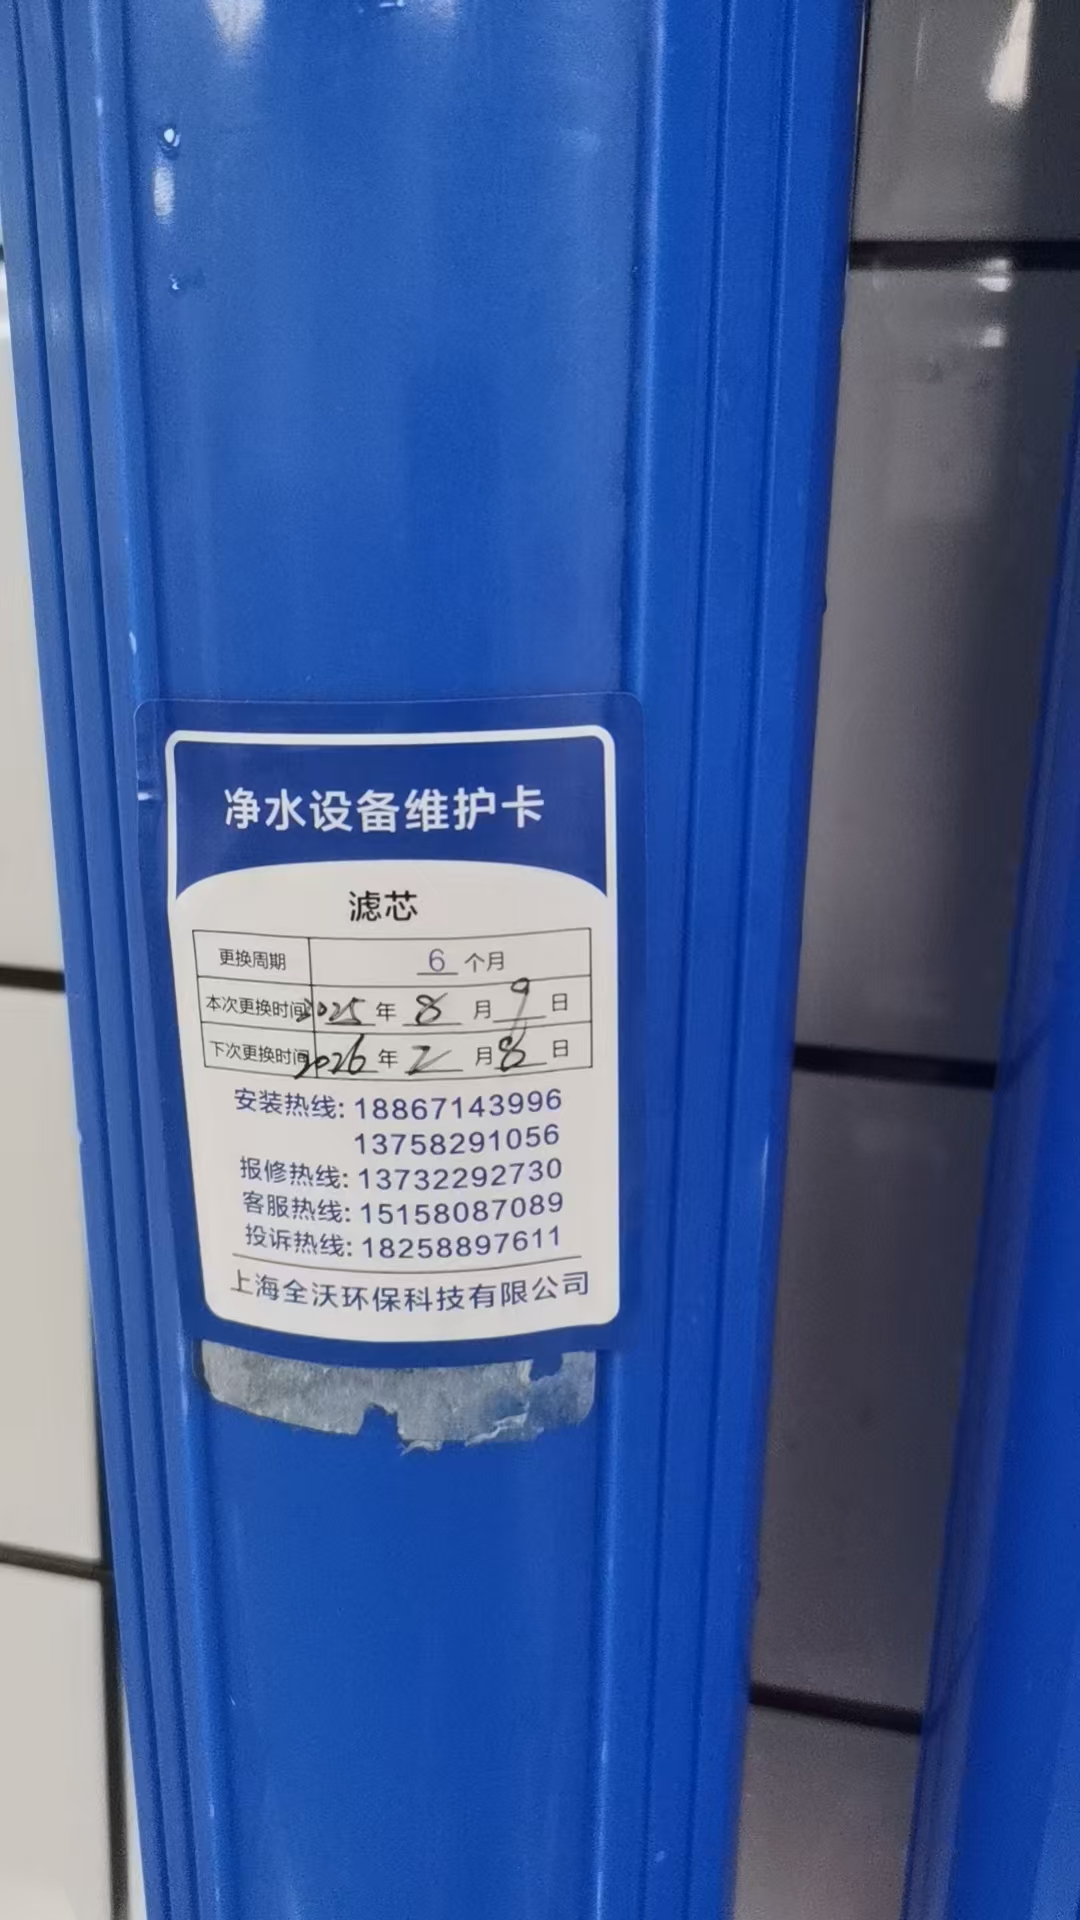 净水设备维护卡
滤芯
更换周期 6 个月
本次更换时间 2025 年 8 月 9 日
下次更换时间 2026 年 2 月 8 日
安装热线: 18867143996
13758291056
报修热线: 13732292730
客服热线: 15158087089
投诉热线: 18258897611
上海全沃环保科技有限公司